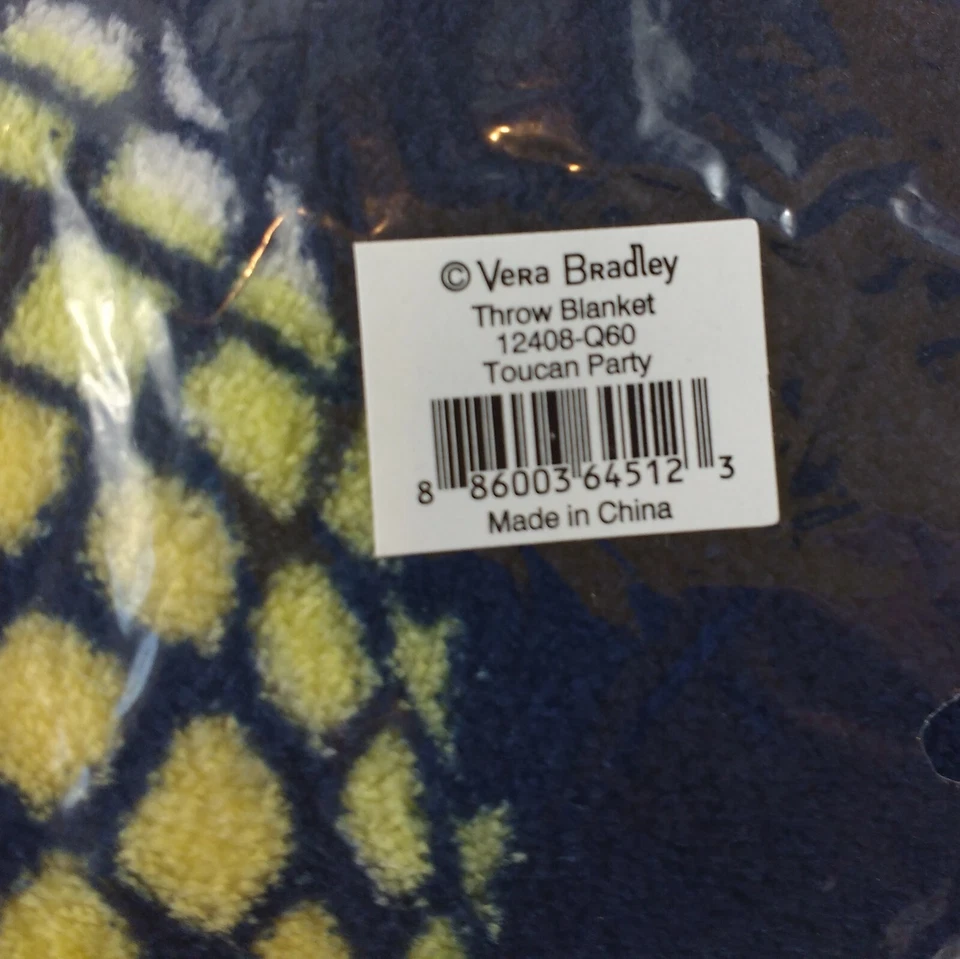 © Vera Bradley
Throw Blanket
12408-Q60
Toucan Party
8 86003 64512 3
Made in China